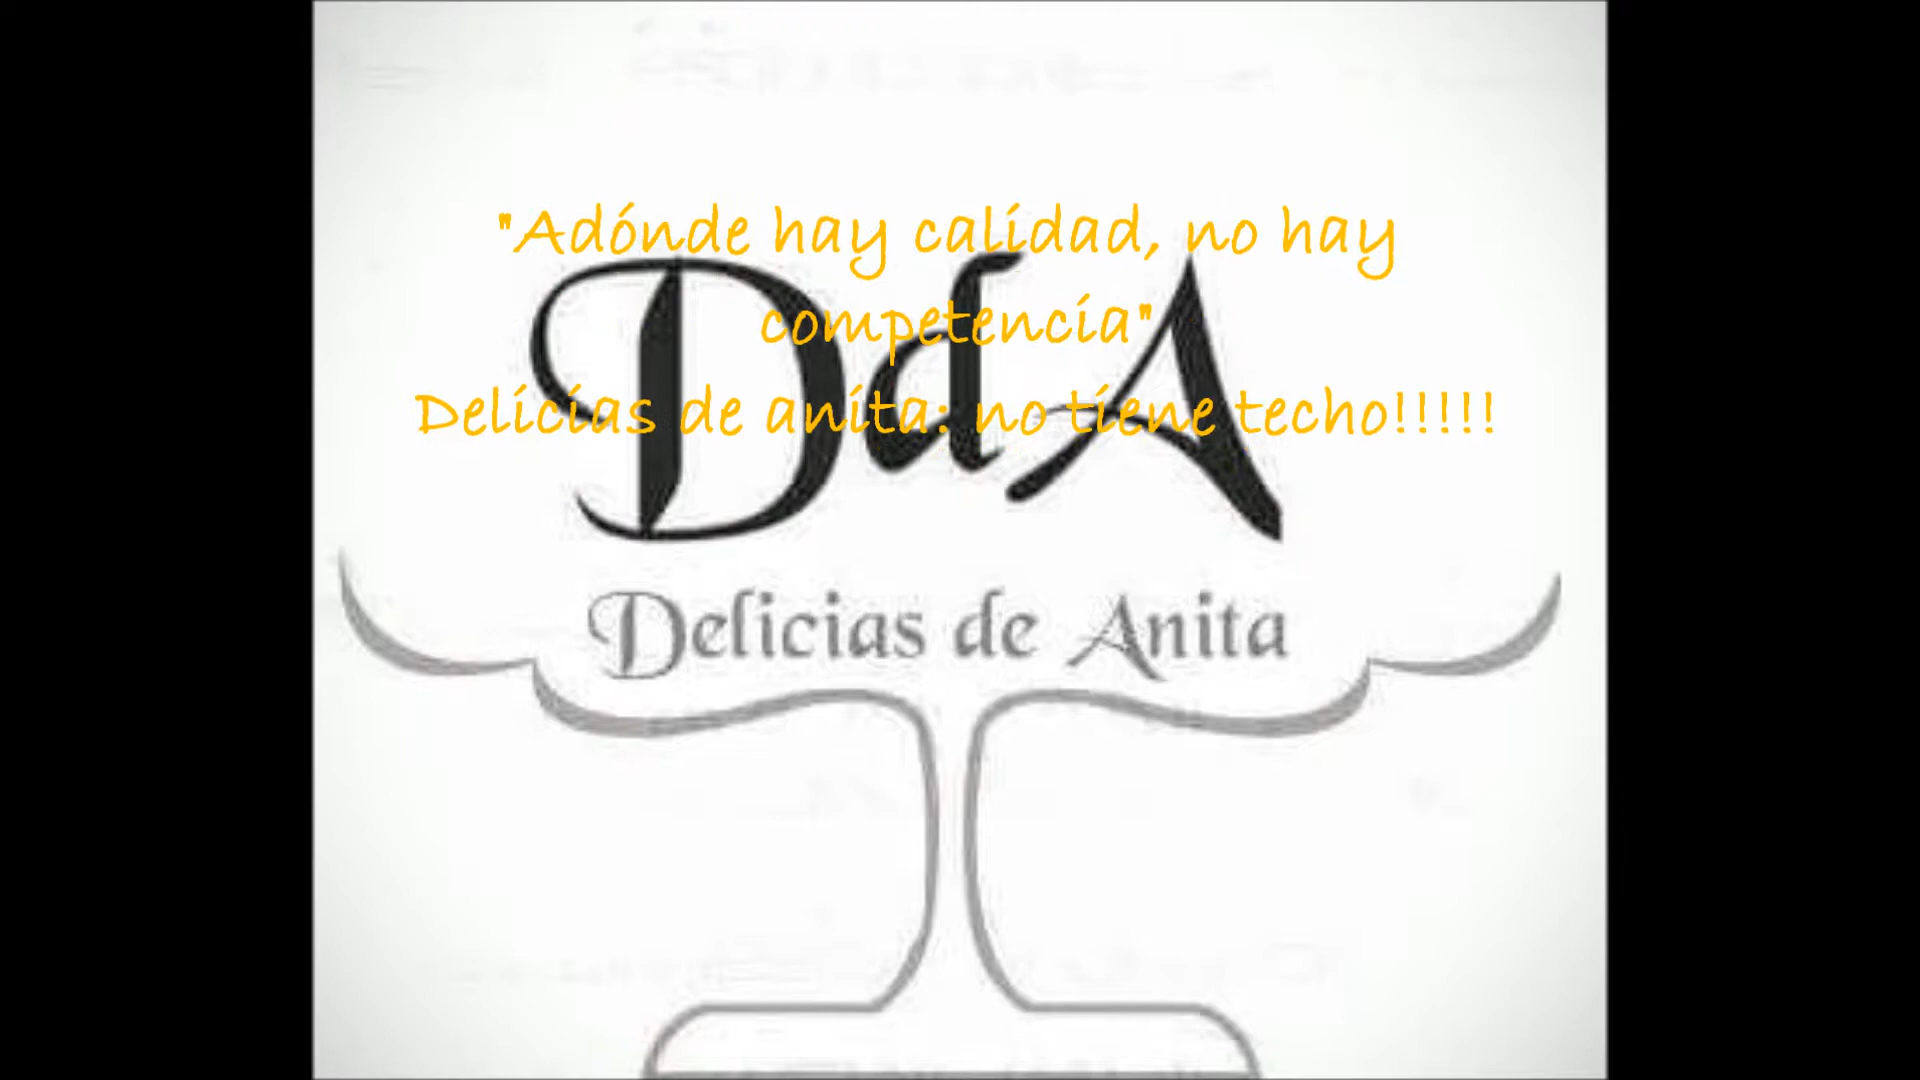 "Adónde hay calidad, no hay
competencia"
Delicias de anita: no tiene techo!!!!!
DdA
Delicias de Anita